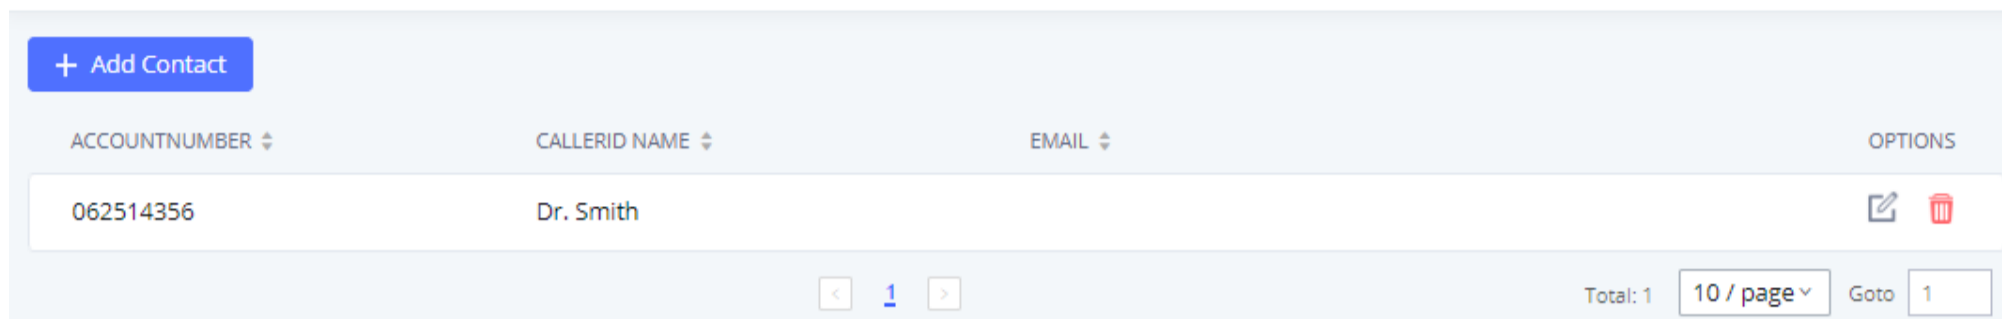 + Add Contact
ACCOUNTNUMBER CALLERID NAME EMAIL OPTIONS
062514356 Dr. Smith
< 1 > Total: 1 10 / page Goto 1